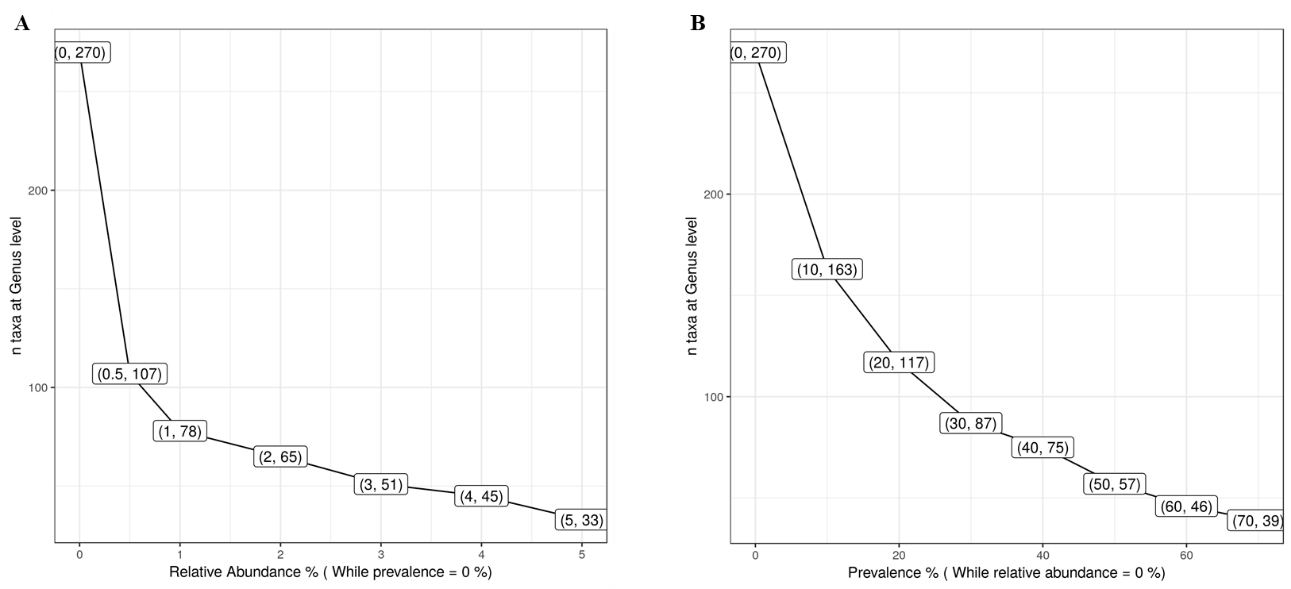 A
n taxa at Genus level
200
100
(0, 270)
(0.5, 107)
(1, 78)
(2, 65)
(3, 51)
(4, 45)
(5, 33)
0 1 2 3 4 5
Relative Abundance % ( While prevalence = 0 %)
B
n taxa at Genus level
200
100
(0, 270)
(10, 163)
(20, 117)
(30, 87)
(40, 75)
(50, 57)
(60, 46)
(70, 39)
0 20 40 60
Prevalence % ( While relative abundance = 0 %)